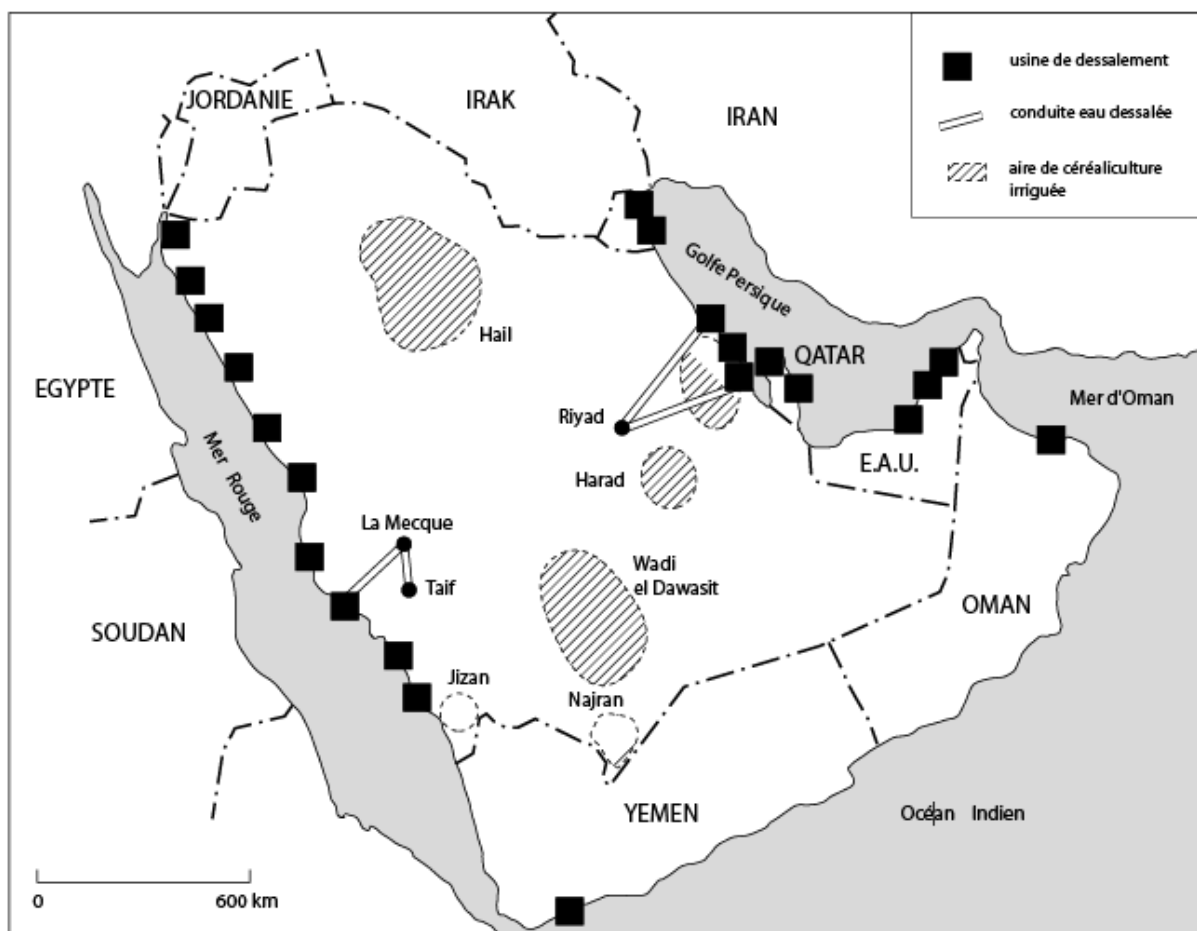 usine de dessalement
conduite eau dessalée
aire de céréaliculture
irriguée
JORDANIE
IRAK
IRAN
Golfe Persique
Hail
QATAR
EGYPTE
Mer d'Oman
Riyad
E.A.U.
Harad
Mer Rouge
La Mecque
Taif
Wadi
el Dawasit
OMAN
SOUDAN
Jizan
Najran
YEMEN
Océan Indien
0 600 km